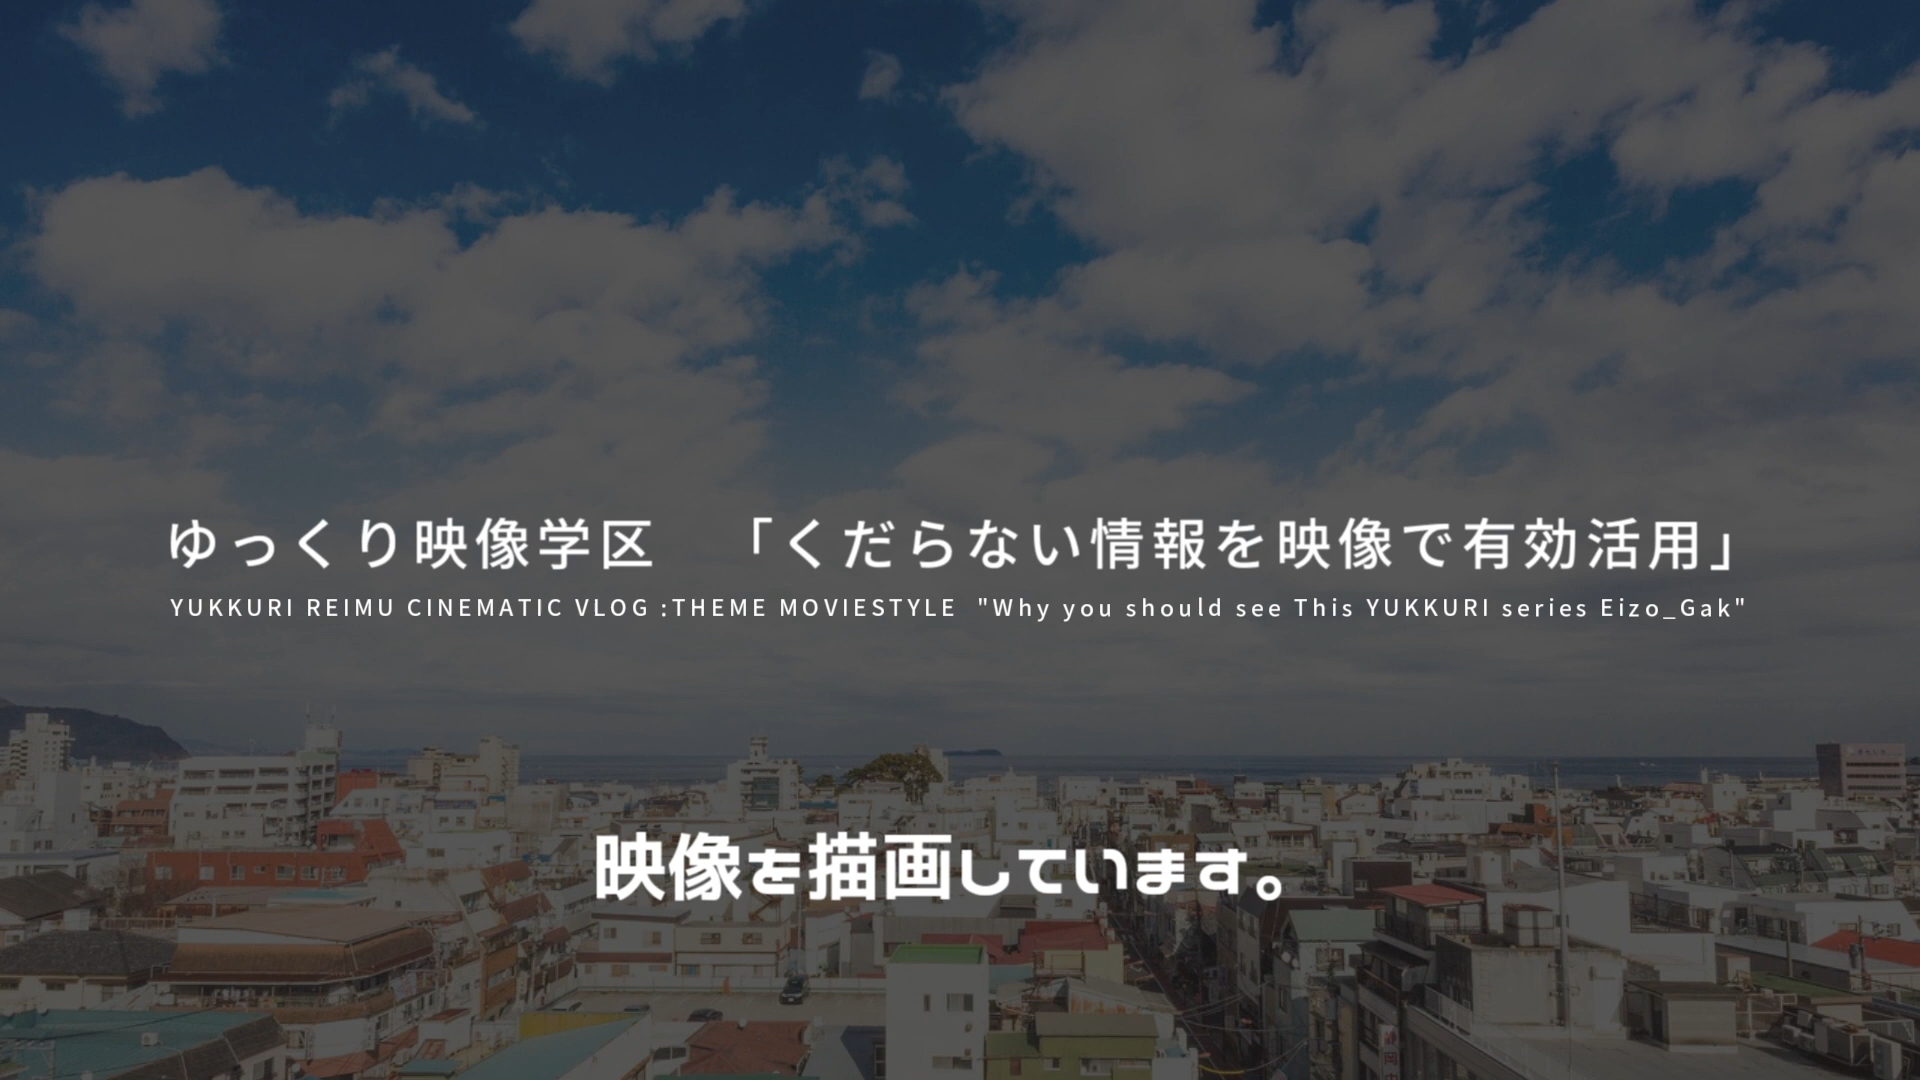 ゆっくり映像学区　「くだらない情報を映像で有効活用」
YUKKURI REIMU CINEMATIC VLOG :THEME MOVIESTYLE "Why you should see This YUKKURI series Eizo_Gak"
映像を描画しています。